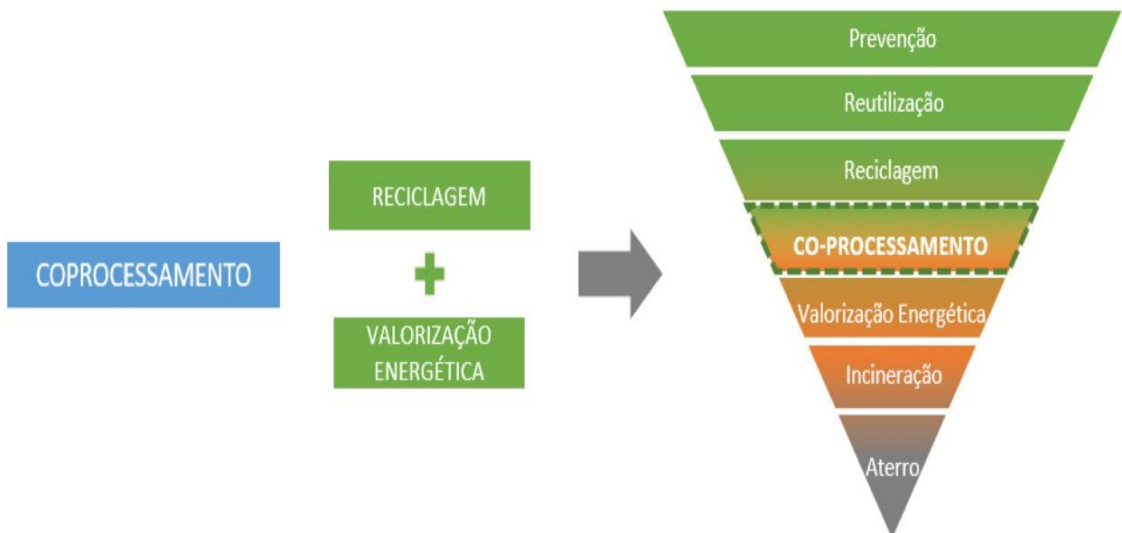 COPROCESSAMENTO
RECICLAGEM
+
VALORIZAÇÃO
ENERGÉTICA
Prevenção
Reutilização
Reciclagem
CO-PROCESSAMENTO
Valorização Energética
Incineração
Aterro